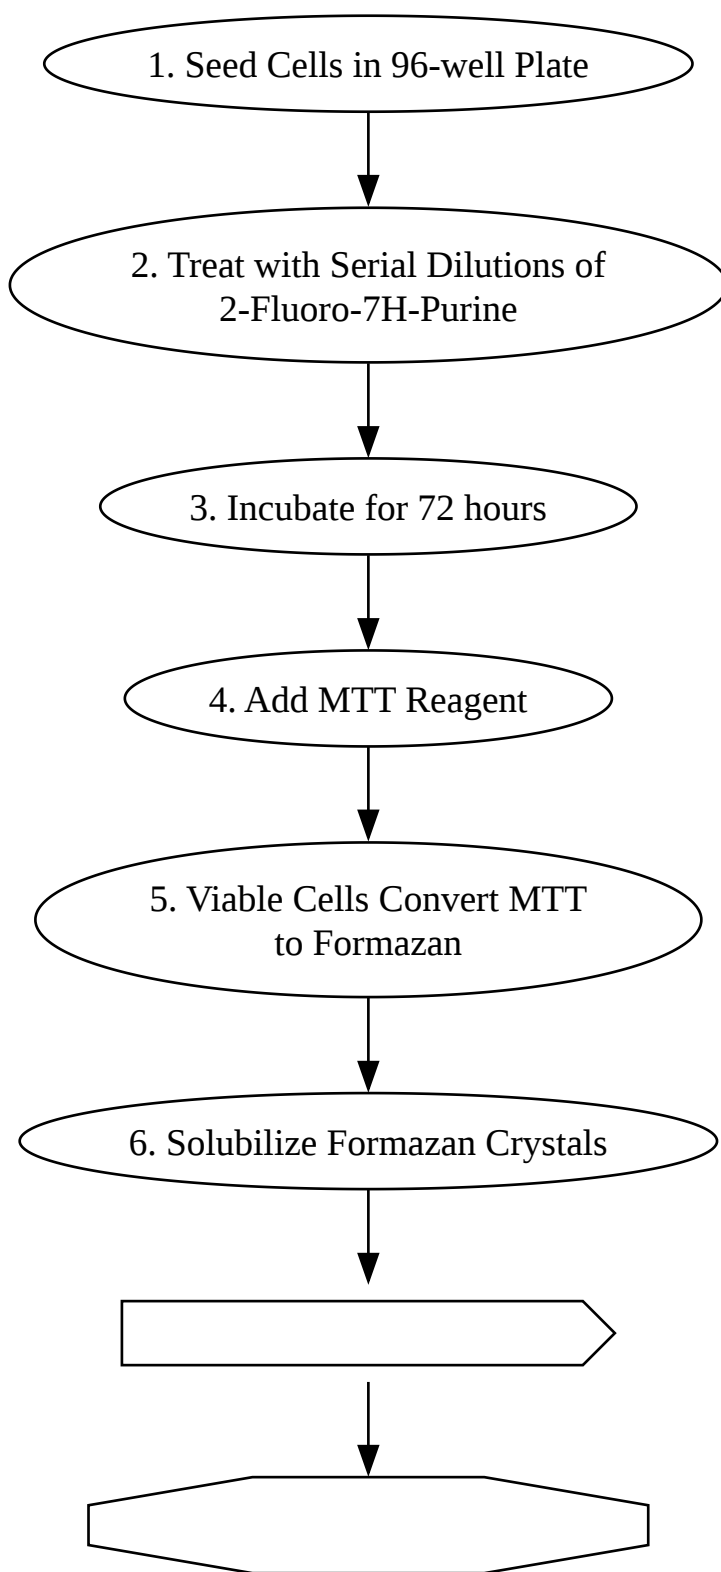 1. Seed Cells in 96-well Plate
2. Treat with Serial Dilutions of
2-Fluoro-7H-Purine
3. Incubate for 72 hours
4. Add MTT Reagent
5. Viable Cells Convert MTT
to Formazan
6. Solubilize Formazan Crystals